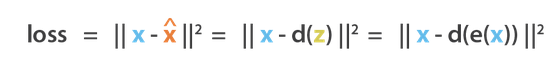 loss = || x - x̂ ||² = || x - d(z) ||² = || x - d(e(x)) ||²